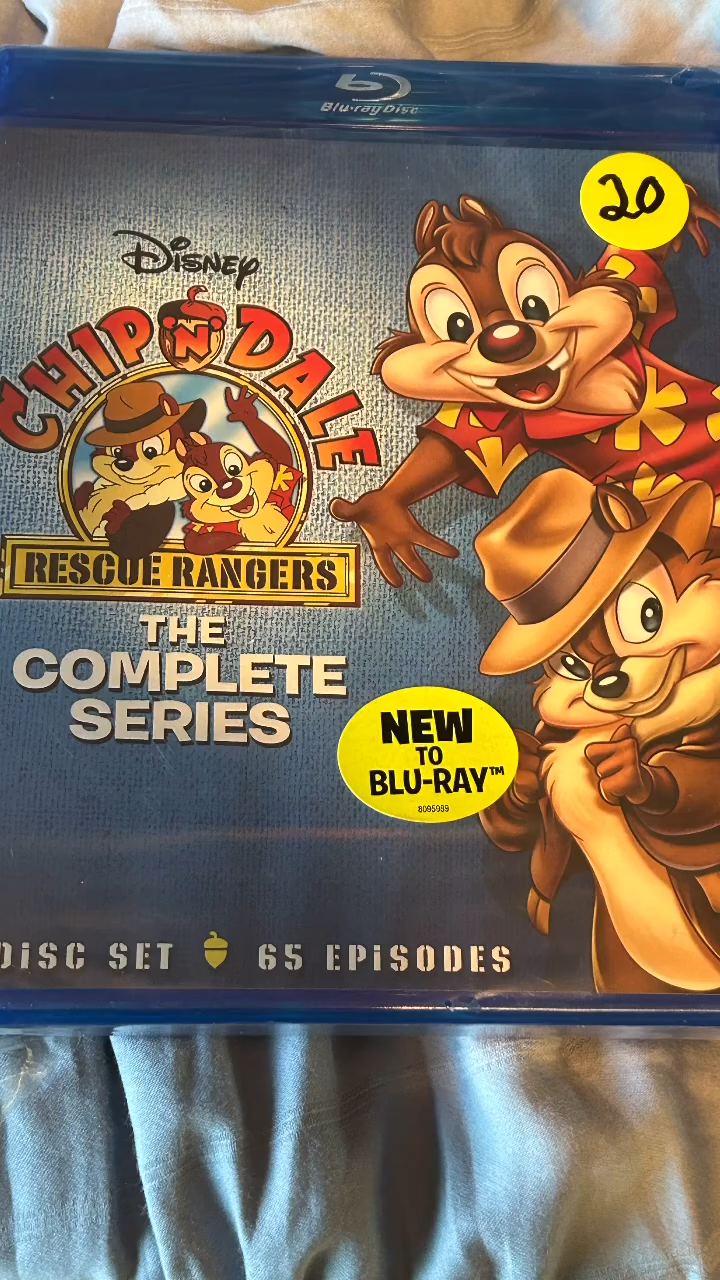 Blu-ray Disc
20
Disney
CHIP 'N' DALE
RESCUE RANGERS
THE
COMPLETE
SERIES
NEW
TO
BLU-RAY™
8095989
DiSC SET 65 EPiSODES